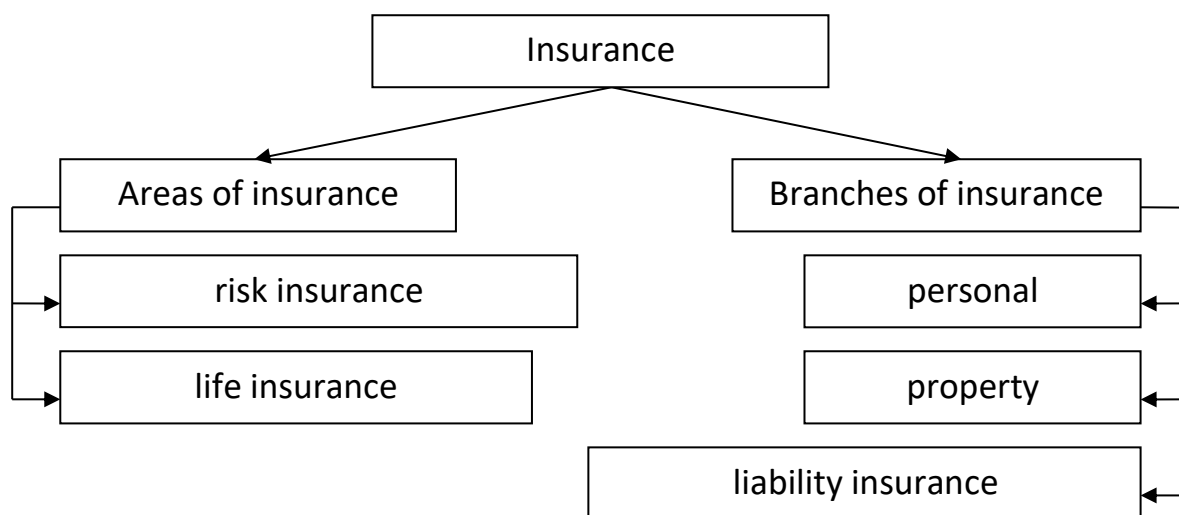 Insurance
Areas of insurance
Branches of insurance
risk insurance
personal
life insurance
property
liability insurance